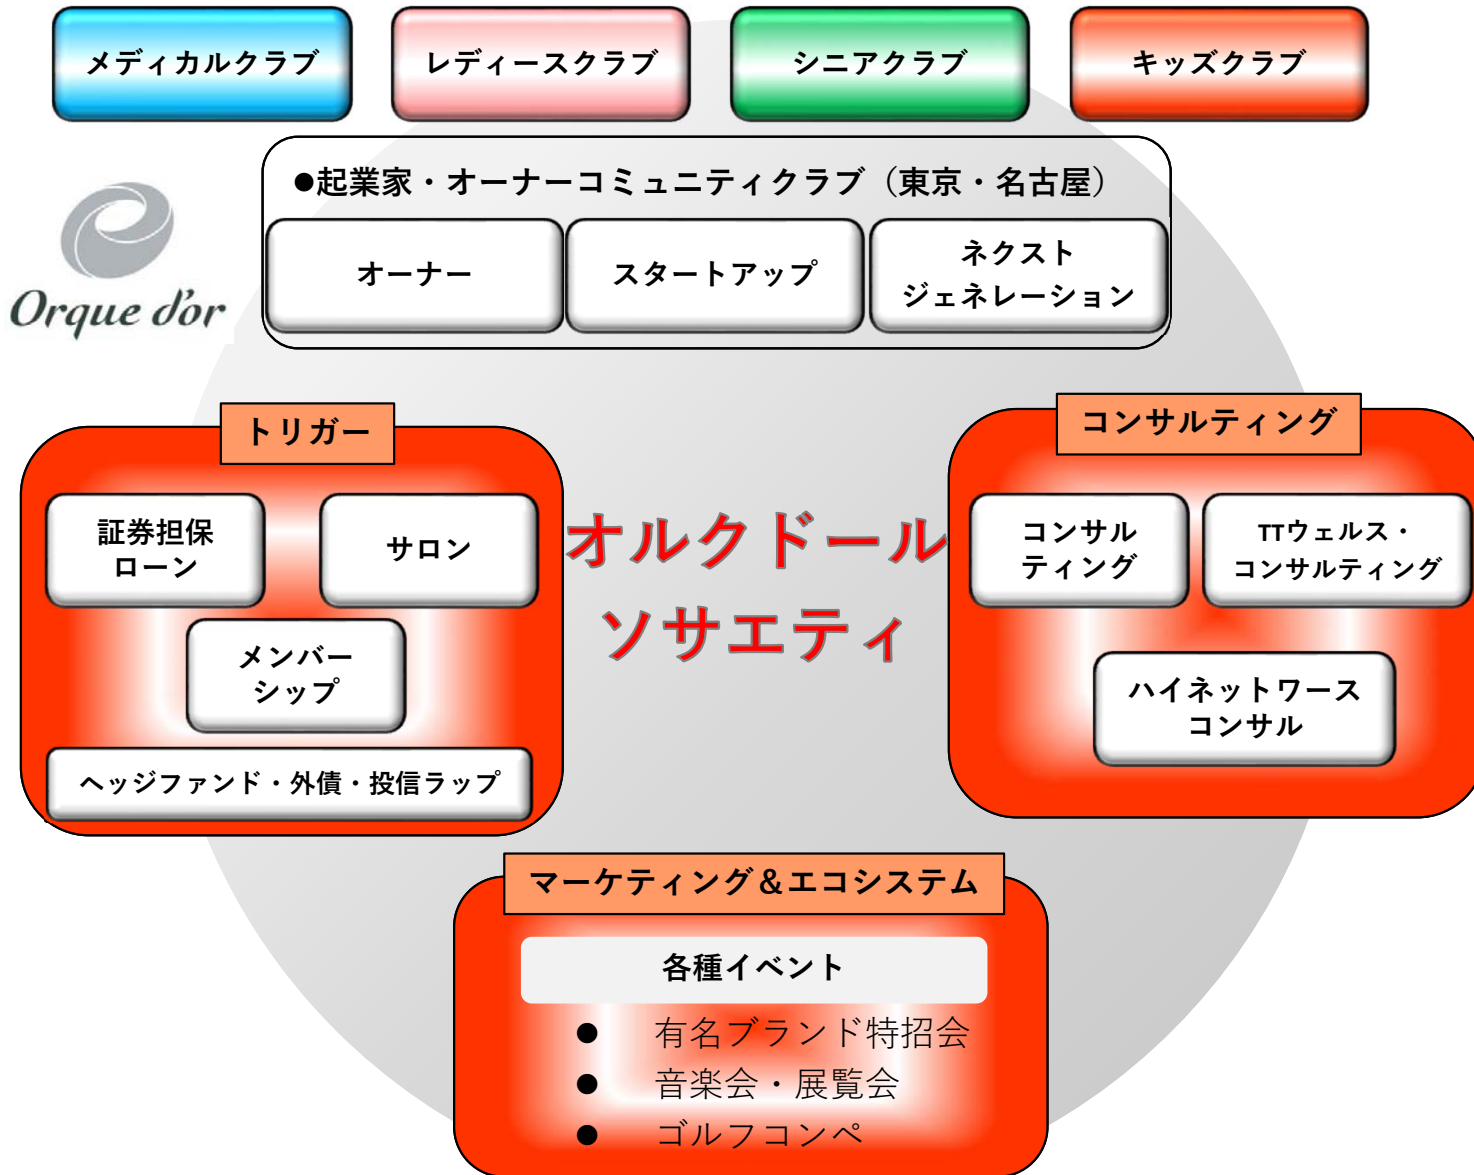 メディカルクラブ
レディースクラブ
シニアクラブ
キッズクラブ
●起業家・オーナーコミュニティクラブ（東京・名古屋）
オーナー
スタートアップ
ネクスト
ジェネレーション
Orque d'or
トリガー
証券担保
ローン
サロン
メンバー
シップ
ヘッジファンド・外債・投信ラップ
オルクドール
ソサエティ
コンサルティング
コンサル
ティング
TTウェルス・
コンサルティング
ハイネットワース
コンサル
マーケティング＆エコシステム
各種イベント
● 有名ブランド特招会
● 音楽会・展覧会
● ゴルフコンペ